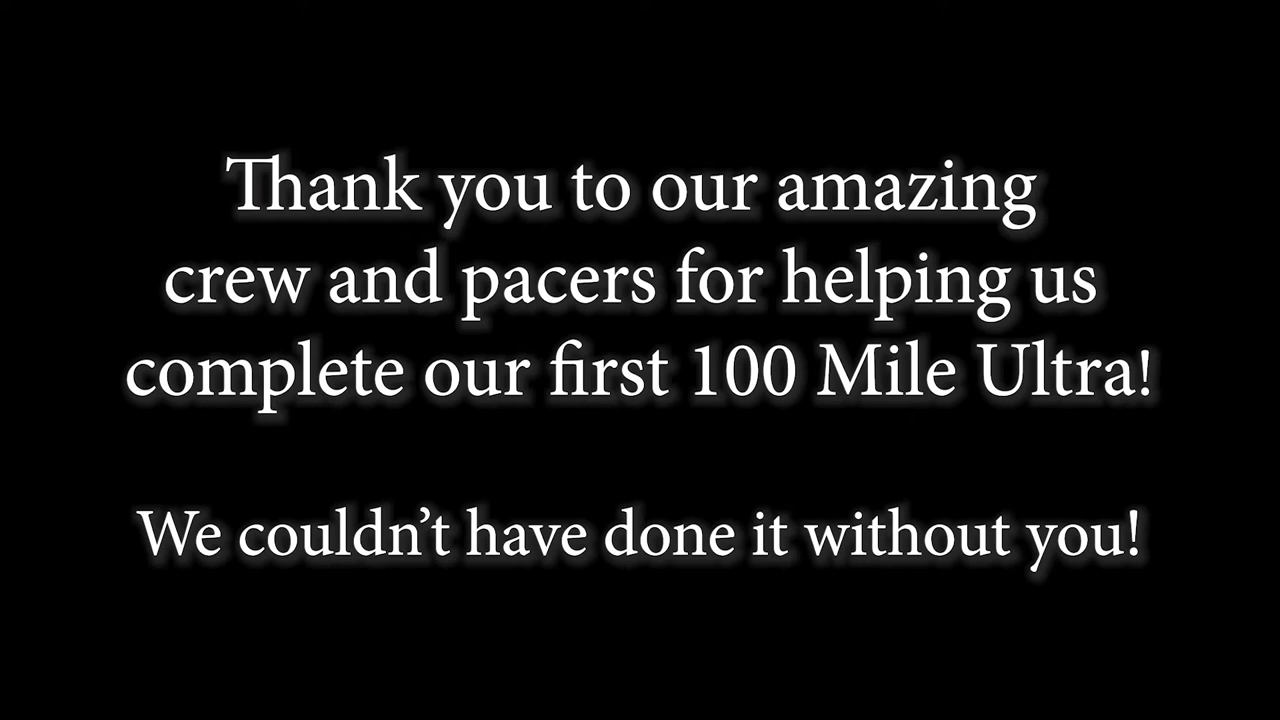 Thank you to our amazing
crew and pacers for helping us
complete our first 100 Mile Ultra!
We couldn’t have done it without you!